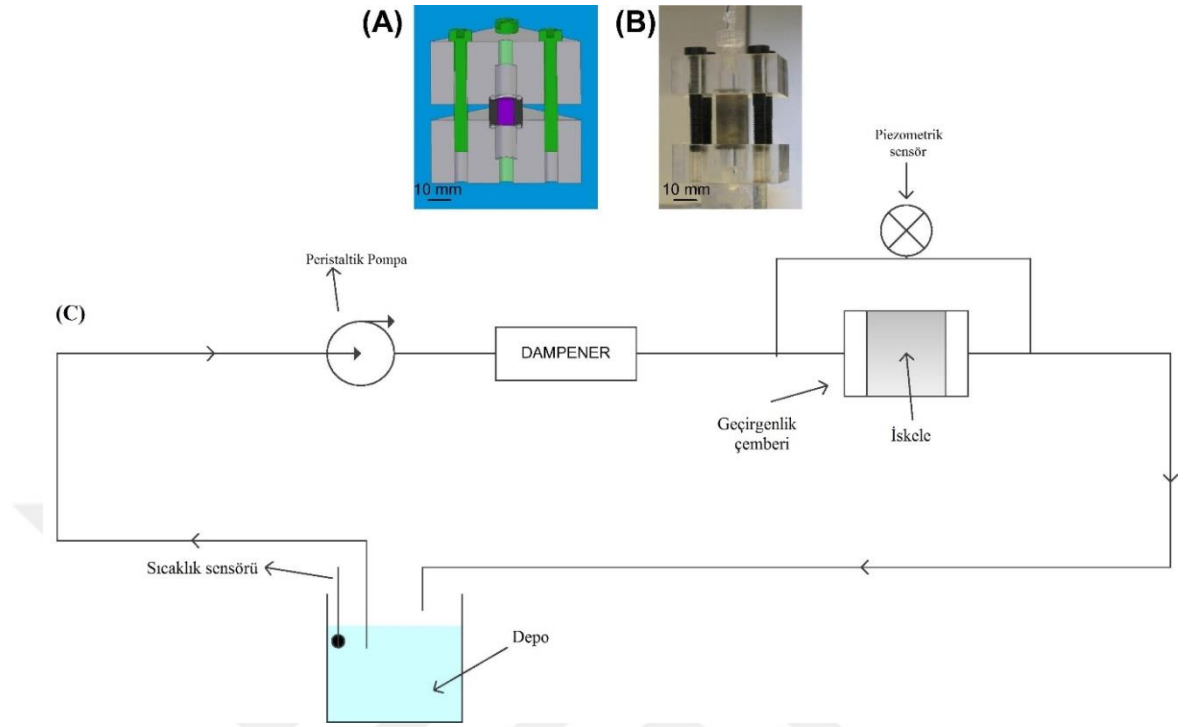 (A)
(B)
10 mm
10 mm
Piezometrik
sensör
Peristaltik Pompa
(C)
DAMPENER
Geçirgenlik
çemberi
İskele
Sıcaklık sensörü
Depo